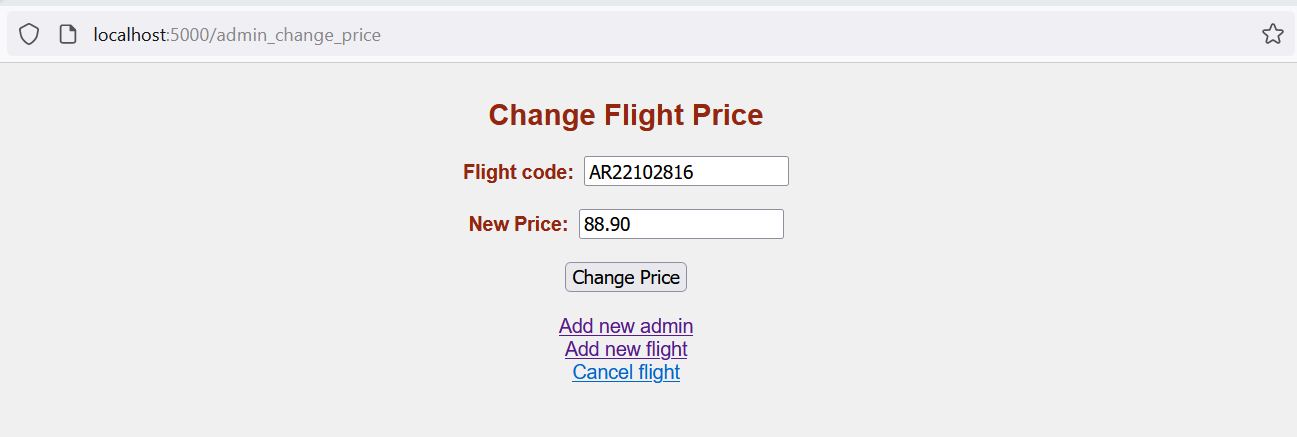 localhost:5000/admin_change_price
Change Flight Price
Flight code: AR22102816
New Price: 88.90
Change Price
Add new admin
Add new flight
Cancel flight